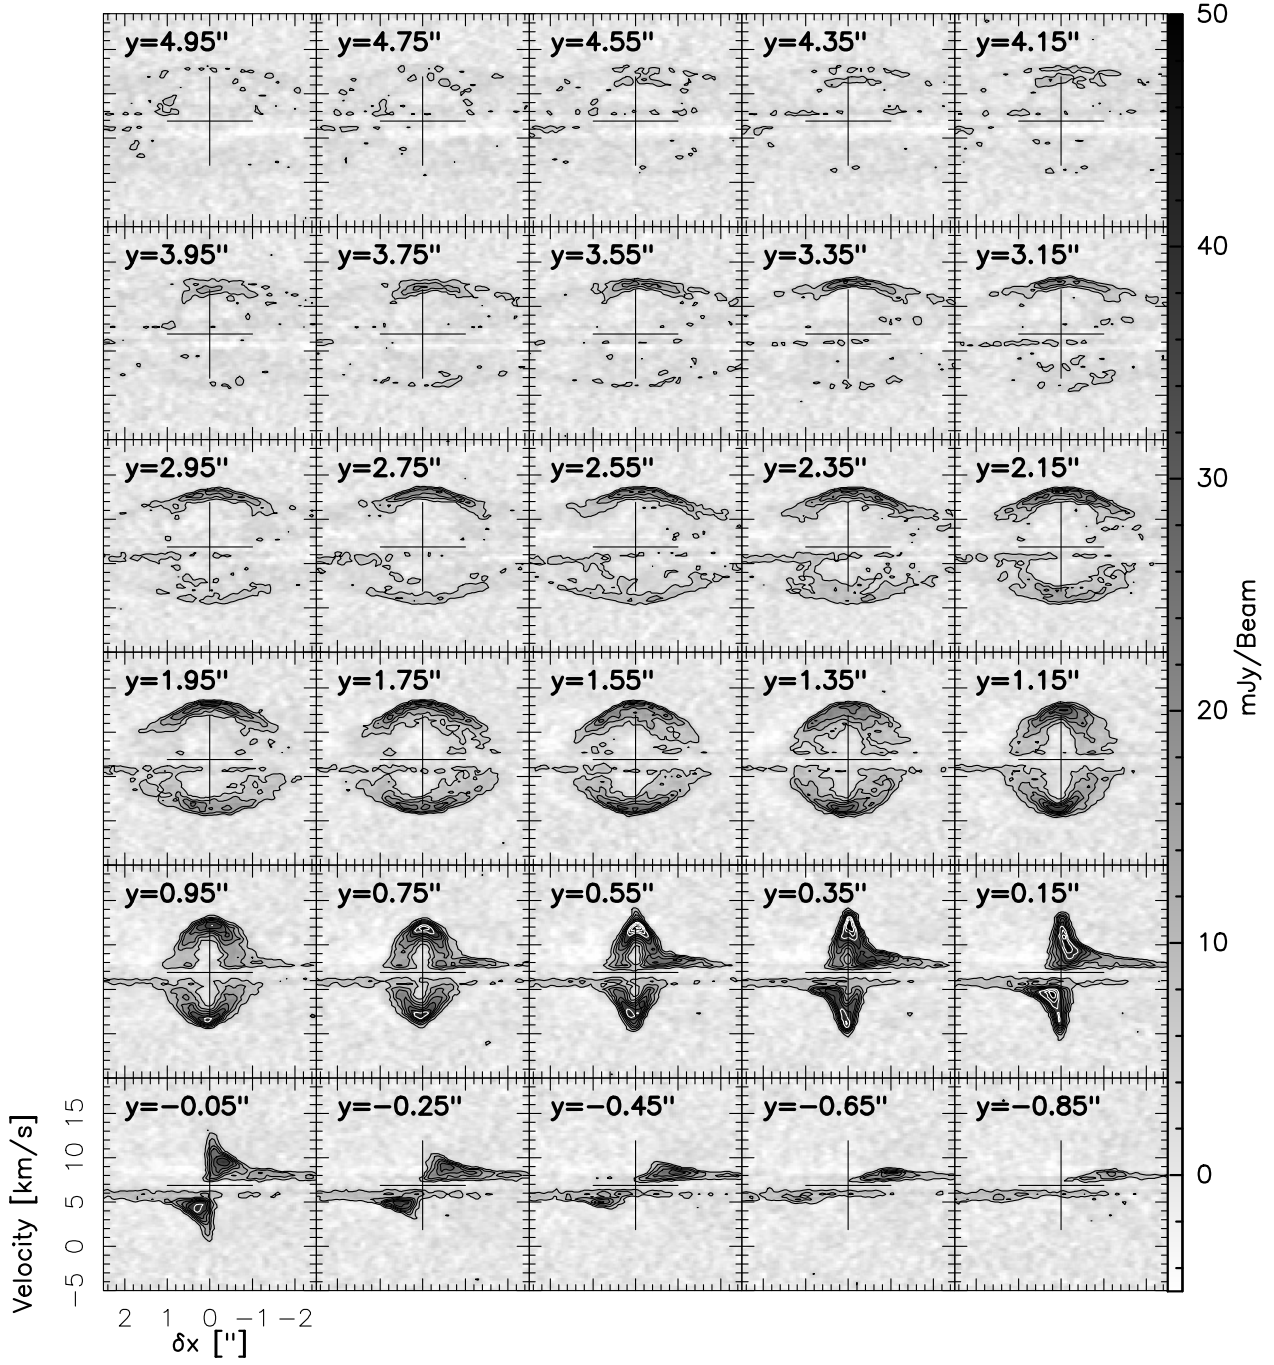 50
y=4.95" y=4.75" y=4.55" y=4.35" y=4.15"
40
y=3.95" y=3.75" y=3.55" y=3.35" y=3.15"
y=2.95" y=2.75" y=2.55" y=2.35" y=2.15"
30
mJy/Beam
y=1.95" y=1.75" y=1.55" y=1.35" y=1.15"
20
y=0.95" y=0.75" y=0.55" y=0.35" y=0.15"
10
y=−0.05" y=−0.25" y=−0.45" y=−0.65" y=−0.85"
0
Velocity [km/s]
15
10
5
0
−5
2 1 0 −1 −2
δx ["]